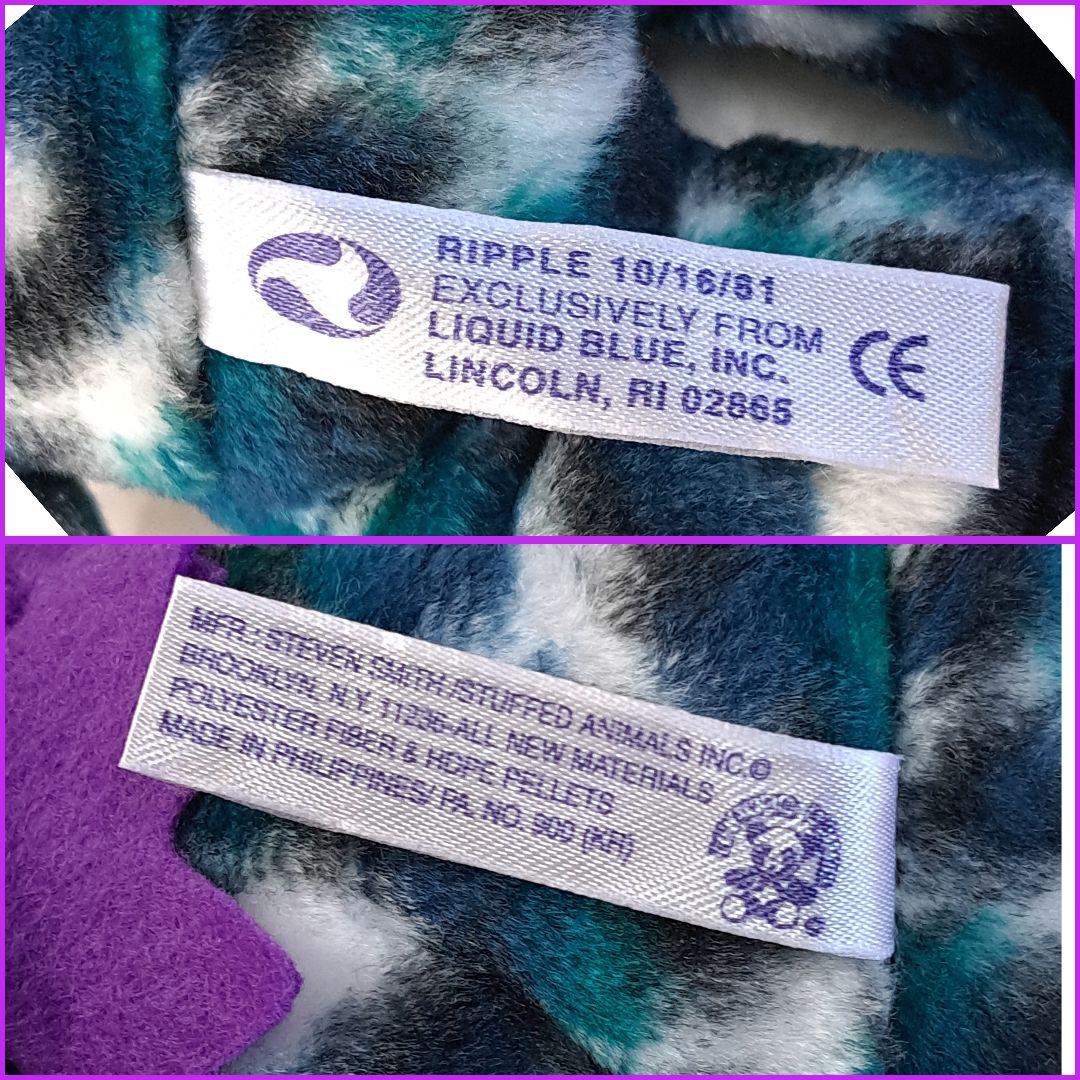 RIPPLE 10/16/81
EXCLUSIVELY FROM
LIQUID BLUE, INC.
LINCOLN, RI 02865
CE
MFR.: STEVEN SMITH/STUFFED ANIMALS INC.©
BROOKLYN, N.Y. 11236-ALL NEW MATERIALS
POLYESTER FIBER & HDPE PELLETS
MADE IN PHILIPPINES/ PA. NO. 909 (KR)